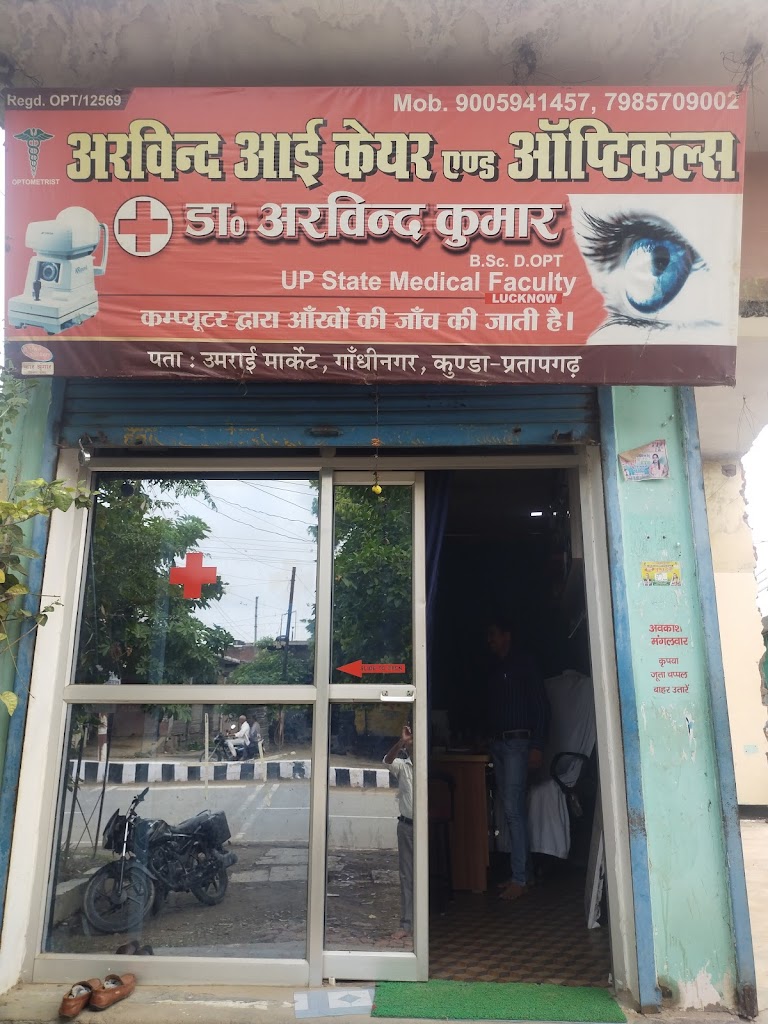 Regd. OPT/12569
Mob. 9005941457, 7985709002
OPTOMETRIST
अरविन्द आई केयर एण्ड ऑप्टिकल्स
डा० अरविन्द कुमार
B.Sc. D.OPT
UP State Medical Faculty
LUCKNOW
कम्प्यूटर द्वारा आँखों की जाँच की जाती है।
पता : उमराई मार्केट, गाँधीनगर, कुण्डा-प्रतापगढ़
अवकाश
मंगलवार
कृपया
जूता चप्पल
बाहर उतारें